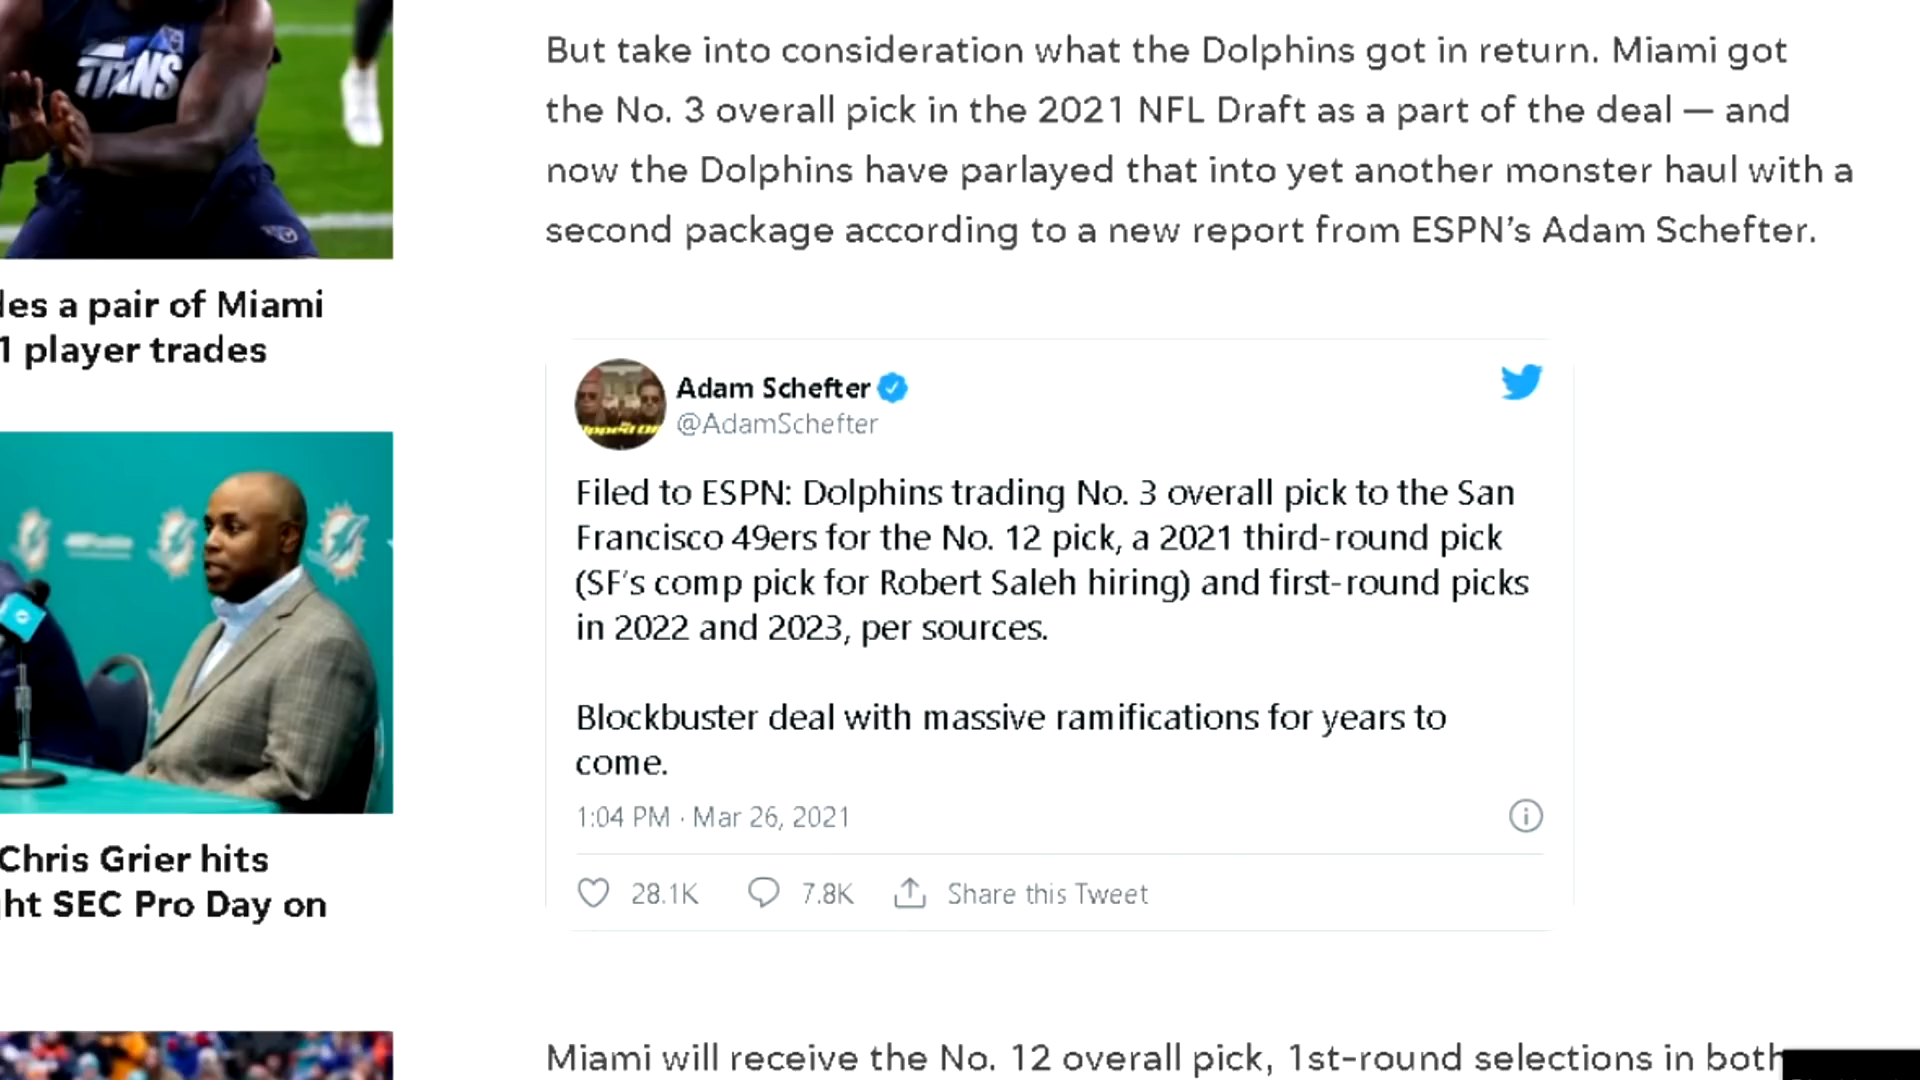 TITANS
les a pair of Miami
1 player trades
Chris Grier hits
ht SEC Pro Day on
But take into consideration what the Dolphins got in return. Miami got
the No. 3 overall pick in the 2021 NFL Draft as a part of the deal — and
now the Dolphins have parlayed that into yet another monster haul with a
second package according to a new report from ESPN’s Adam Schefter.
Adam Schefter
@AdamSchefter
Filed to ESPN: Dolphins trading No. 3 overall pick to the San
Francisco 49ers for the No. 12 pick, a 2021 third-round pick
(SF’s comp pick for Robert Saleh hiring) and first-round picks
in 2022 and 2023, per sources.
Blockbuster deal with massive ramifications for years to
come.
1:04 PM · Mar 26, 2021
28.1K 7.8K Share this Tweet
Miami will receive the No. 12 overall pick, 1st-round selections in both